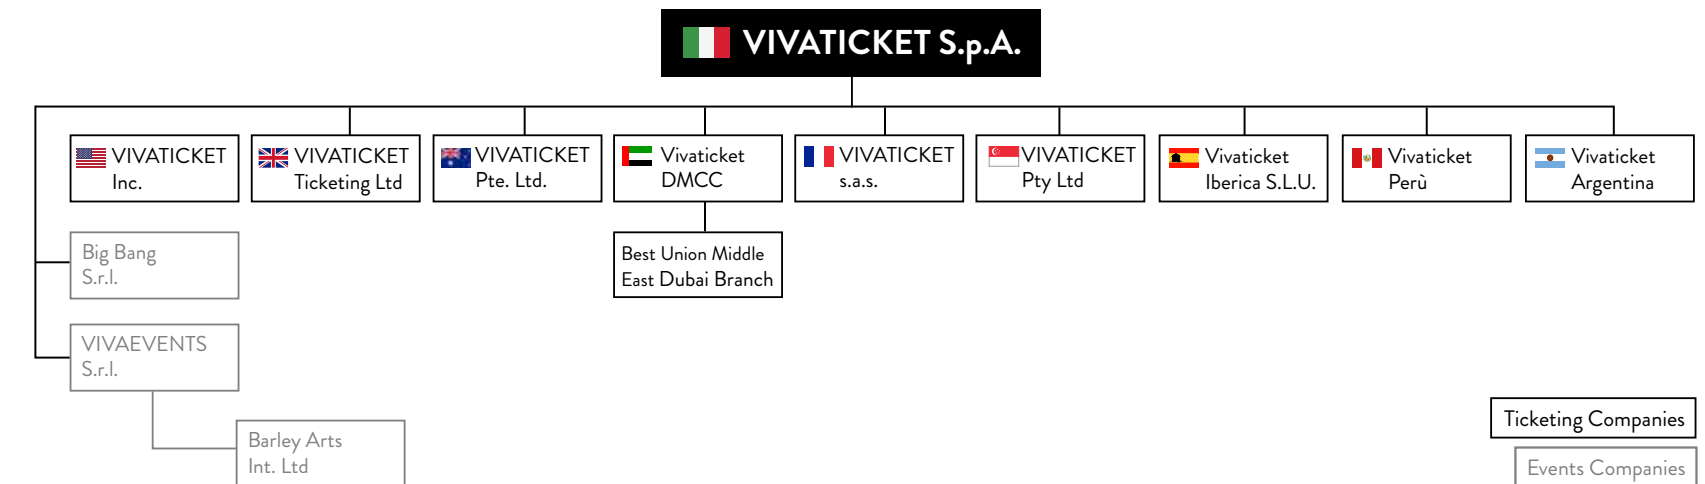 VIVATICKET S.p.A.
VIVATICKET
Inc.
VIVATICKET
Ticketing Ltd
VIVATICKET
Pte. Ltd.
Vivaticket
DMCC
VIVATICKET
s.a.s.
VIVATICKET
Pty Ltd
Vivaticket
Iberica S.L.U.
Vivaticket
Perù
Vivaticket
Argentina
Big Bang
S.r.l.
Best Union Middle
East Dubai Branch
VIVAEVENTS
S.r.l.
Barley Arts
Int. Ltd
Ticketing Companies
Events Companies